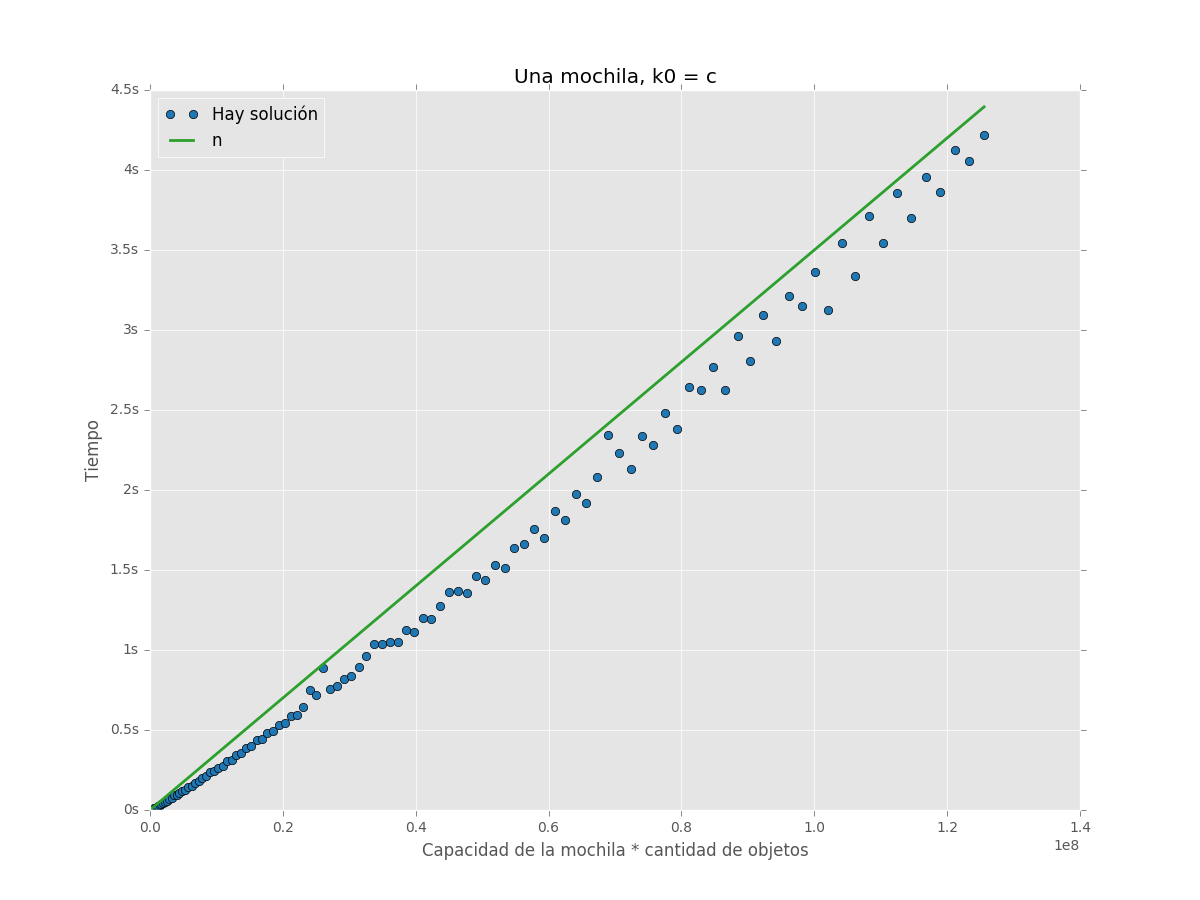 Una mochila, k0 = c
Hay solución
n
4.5s
4s
3.5s
3s
2.5s
2s
1.5s
1s
0.5s
0s
Tiempo
0.0 0.2 0.4 0.6 0.8 1.0 1.2 1.4
1e8
Capacidad de la mochila * cantidad de objetos